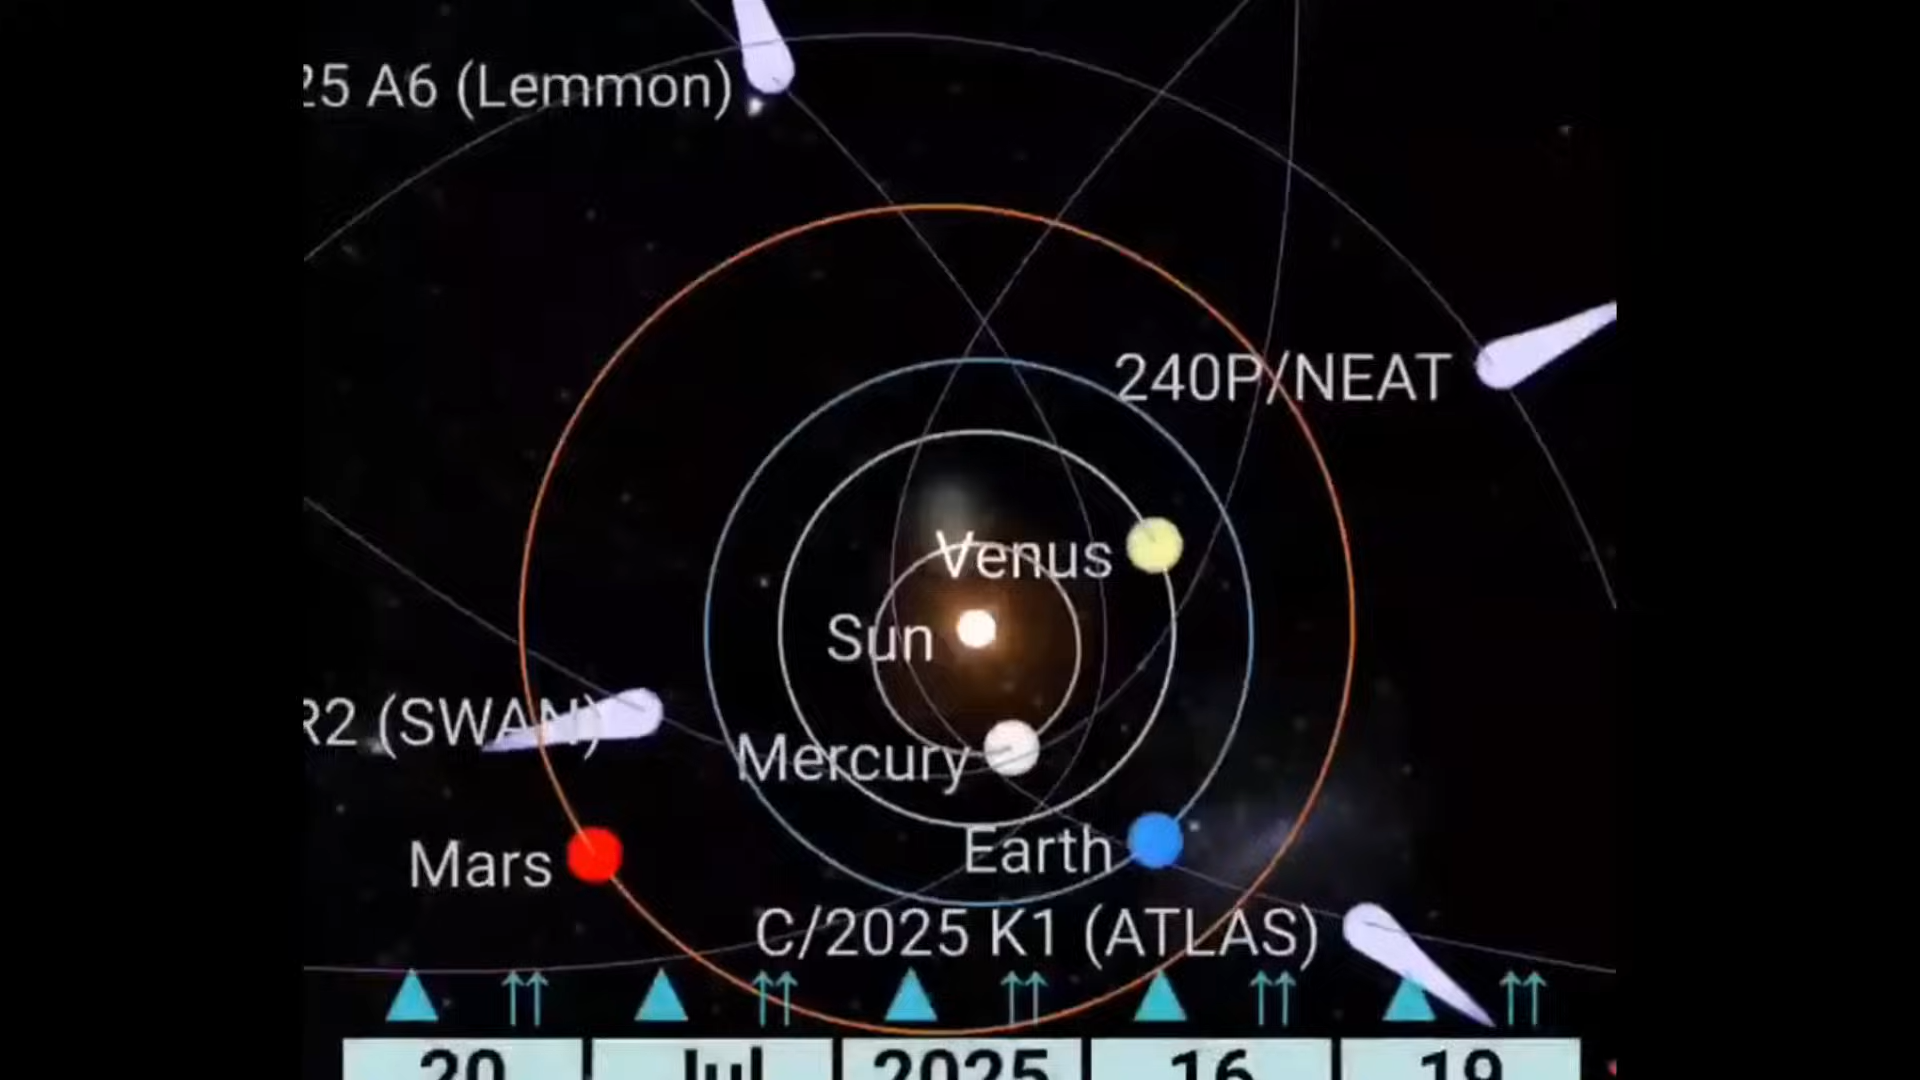 25 A6 (Lemmon)
240P/NEAT
Venus
Sun
R2 (SWAN)
Mercury
Earth
Mars
C/2025 K1 (ATLAS)
20 Jul 2025 16 19